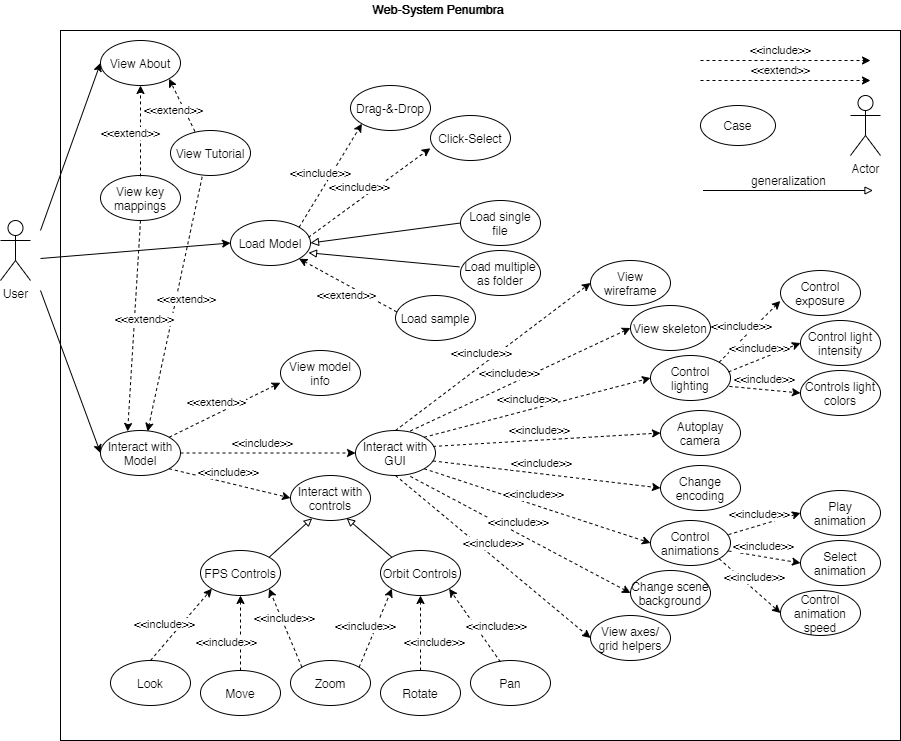 Web-System Penumbra
View About
<<include>>
<<extend>>
Case
Actor
generalization
<<extend>>
<<extend>>
View Tutorial
View key
mappings
Drag-&-Drop
Click-Select
<<include>>
<<include>>
Load single
file
Load Model
Load multiple
as folder
User
<<extend>>
<<extend>>
<<extend>>
Load sample
View
wireframe
View skeleton
Control
exposure
<<include>>
Control light
intensity
<<include>>
<<include>>
<<include>>
Control
lighting
<<include>>
Controls light
colors
View model
info
<<extend>>
<<include>>
<<include>>
Autoplay
camera
Interact with
Model
<<include>>
Interact with
GUI
<<include>>
<<include>>
Change
encoding
Interact with
controls
<<include>>
<<include>>
<<include>>
Control
animations
<<include>>
Play
animation
<<include>>
Select
animation
<<include>>
Control
animation
speed
Change scene
background
View axes/
grid helpers
FPS Controls
Orbit Controls
<<include>>
<<include>>
<<include>>
<<include>>
<<include>>
<<include>>
Look
Move
Zoom
Rotate
Pan